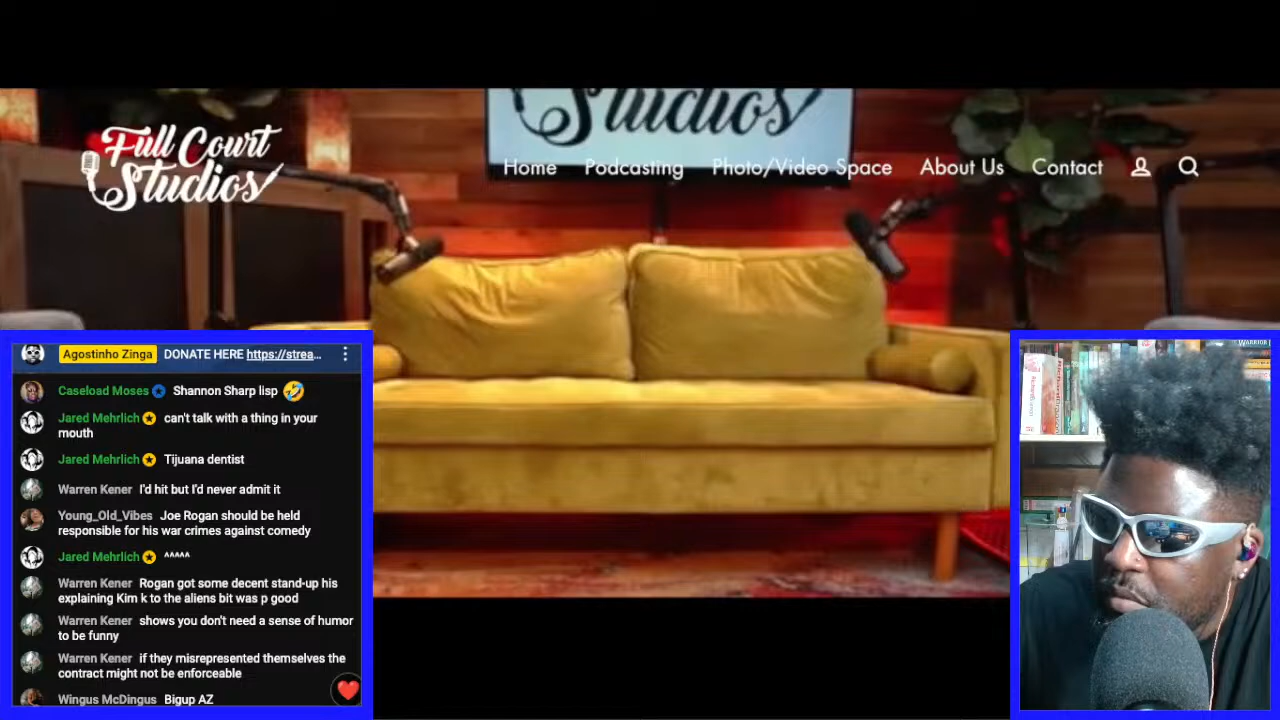 Studios
Full Court
Studios
Home Podcasting Photo/Video Space About Us Contact
Agostinho Zinga DONATE HERE https://strea...
Caseload Moses Shannon Sharp lisp 🤣
Jared Mehrlich can't talk with a thing in your
mouth
Jared Mehrlich Tijuana dentist
Warren Kener I'd hit but I'd never admit it
Young_Old_Vibes Joe Rogan should be held
responsible for his war crimes against comedy
Jared Mehrlich ^^^^^
Warren Kener Rogan got some decent stand-up his
explaining Kim k to the aliens bit was p good
Warren Kener shows you don't need a sense of humor
to be funny
Warren Kener if they misrepresented themselves the
contract might not be enforceable
Wingus McDingus Bigup AZ